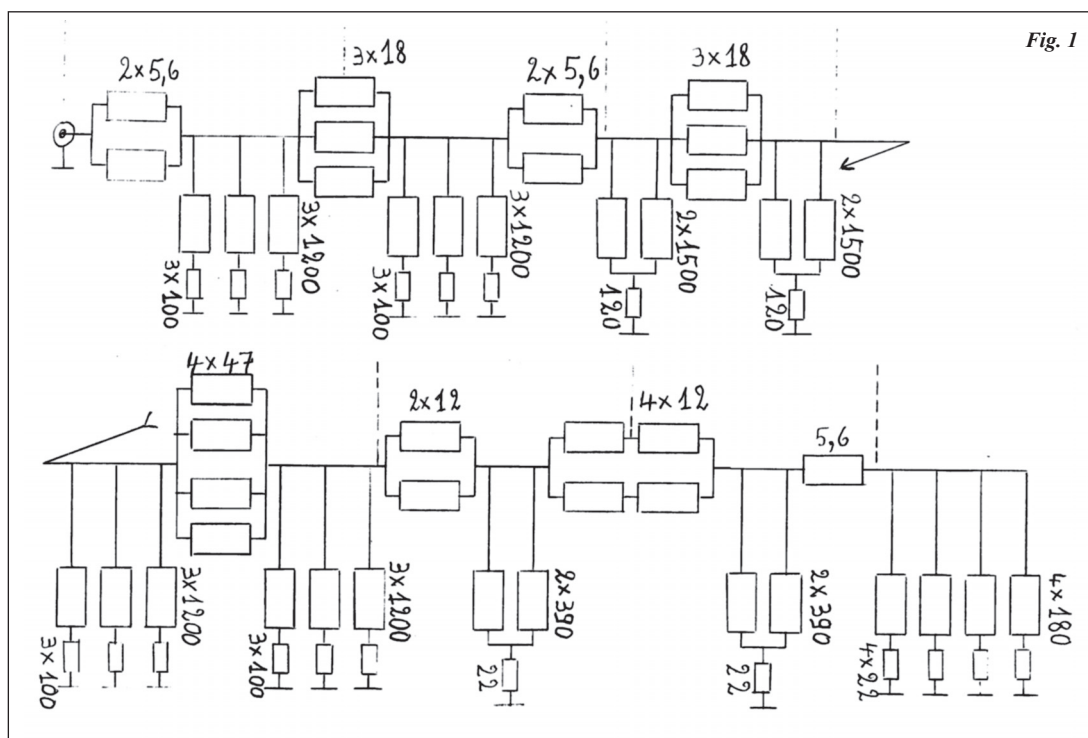 Fig. 1
2 x 5,6
3 x 18
2 x 5,6
3 x 18
3 x 100
3 x 1200
3 x 100
3 x 1200
2 x 1500
120
2 x 1500
120
4 x 47
2 x 12
4 x 12
5,6
3 x 100
3 x 1200
3 x 100
3 x 1200
2 x 390
22
2 x 390
22
4 x 22
4 x 180